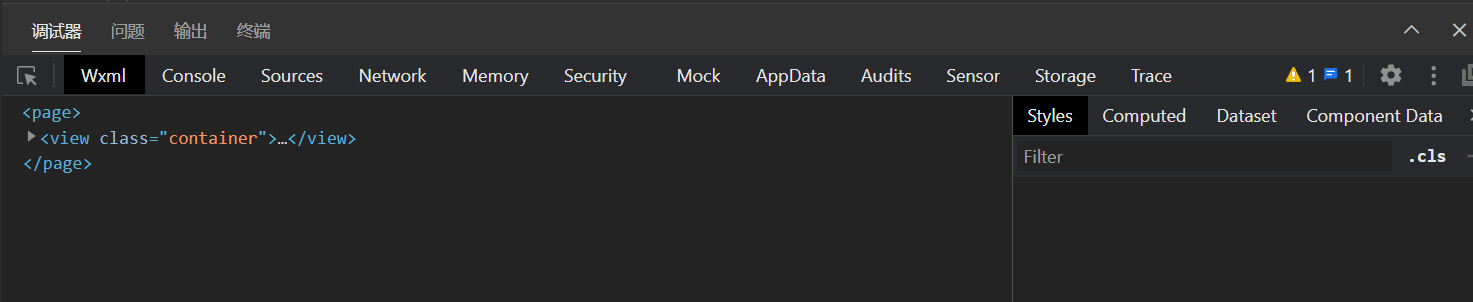 调试器 问题 输出 终端
Wxml Console Sources Network Memory Security Mock AppData Audits Sensor Storage Trace 1 1
<page>
<view class="container">…</view>
</page>
Styles Computed Dataset Component Data
Filter .cls